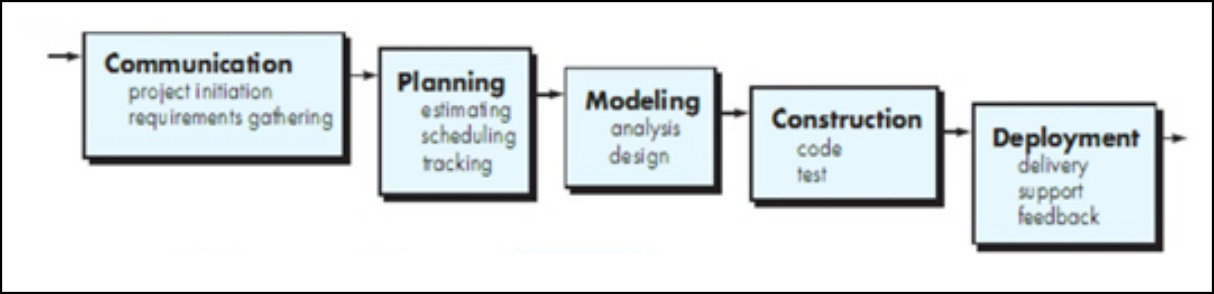 Communication
project initiation
requirements gathering
Planning
estimating
scheduling
tracking
Modeling
analysis
design
Construction
code
test
Deployment
delivery
support
feedback